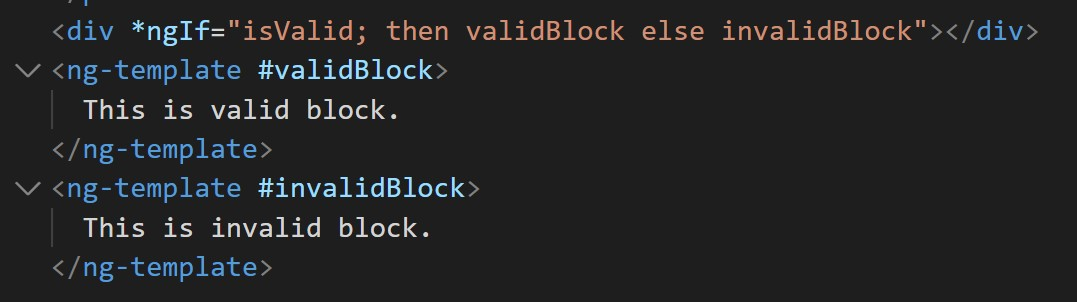 <div *ngIf="isValid; then validBlock else invalidBlock"></div>
<ng-template #validBlock>
This is valid block.
</ng-template>
<ng-template #invalidBlock>
This is invalid block.
</ng-template>